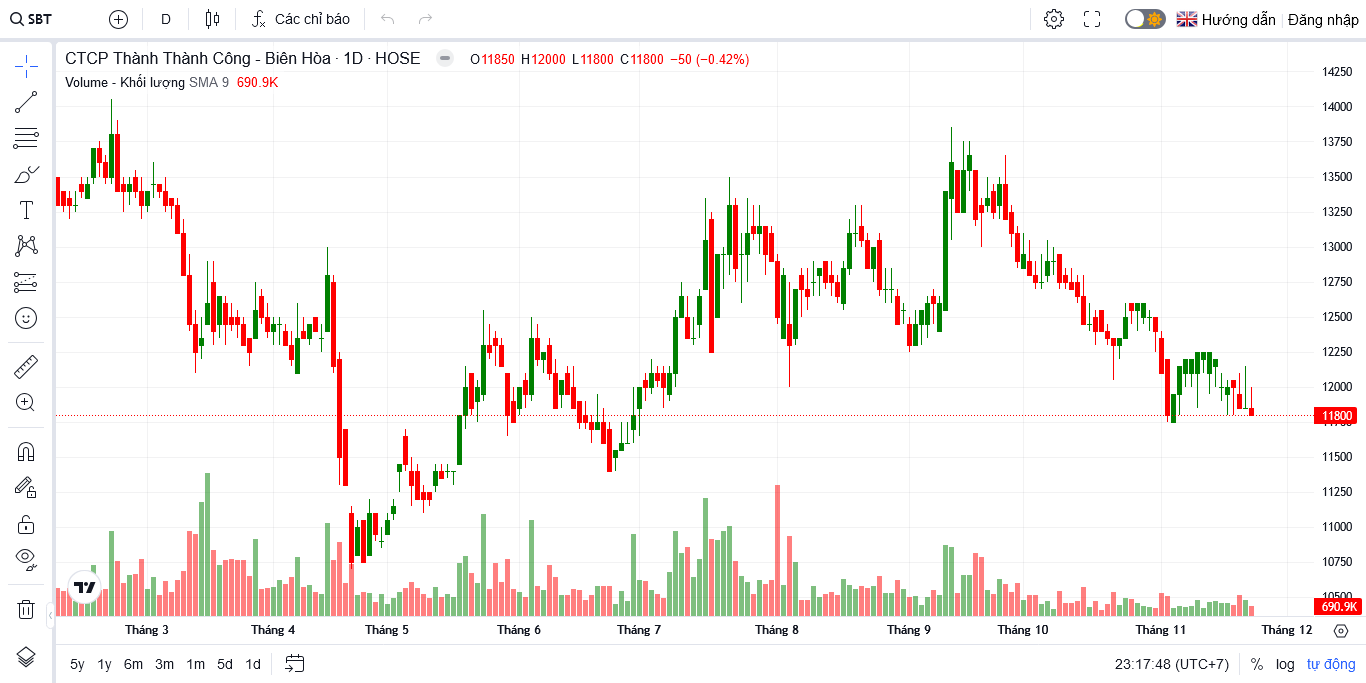 SBT D Các chỉ báo Hướng dẫn Đăng nhập
CTCP Thành Thành Công - Biên Hòa · 1D · HOSE O11850 H12000 L11800 C11800 −50 (−0.42%)
Volume - Khối lượng SMA 9 690.9K
14250
14000
13750
13500
13250
13000
12750
12500
12250
12000
11800
11750
11500
11250
11000
10750
10500
690.9K
Tháng 3 Tháng 4 Tháng 5 Tháng 6 Tháng 7 Tháng 8 Tháng 9 Tháng 10 Tháng 11 Tháng 12
5y 1y 6m 3m 1m 5d 1d 23:17:48 (UTC+7) % log tự động